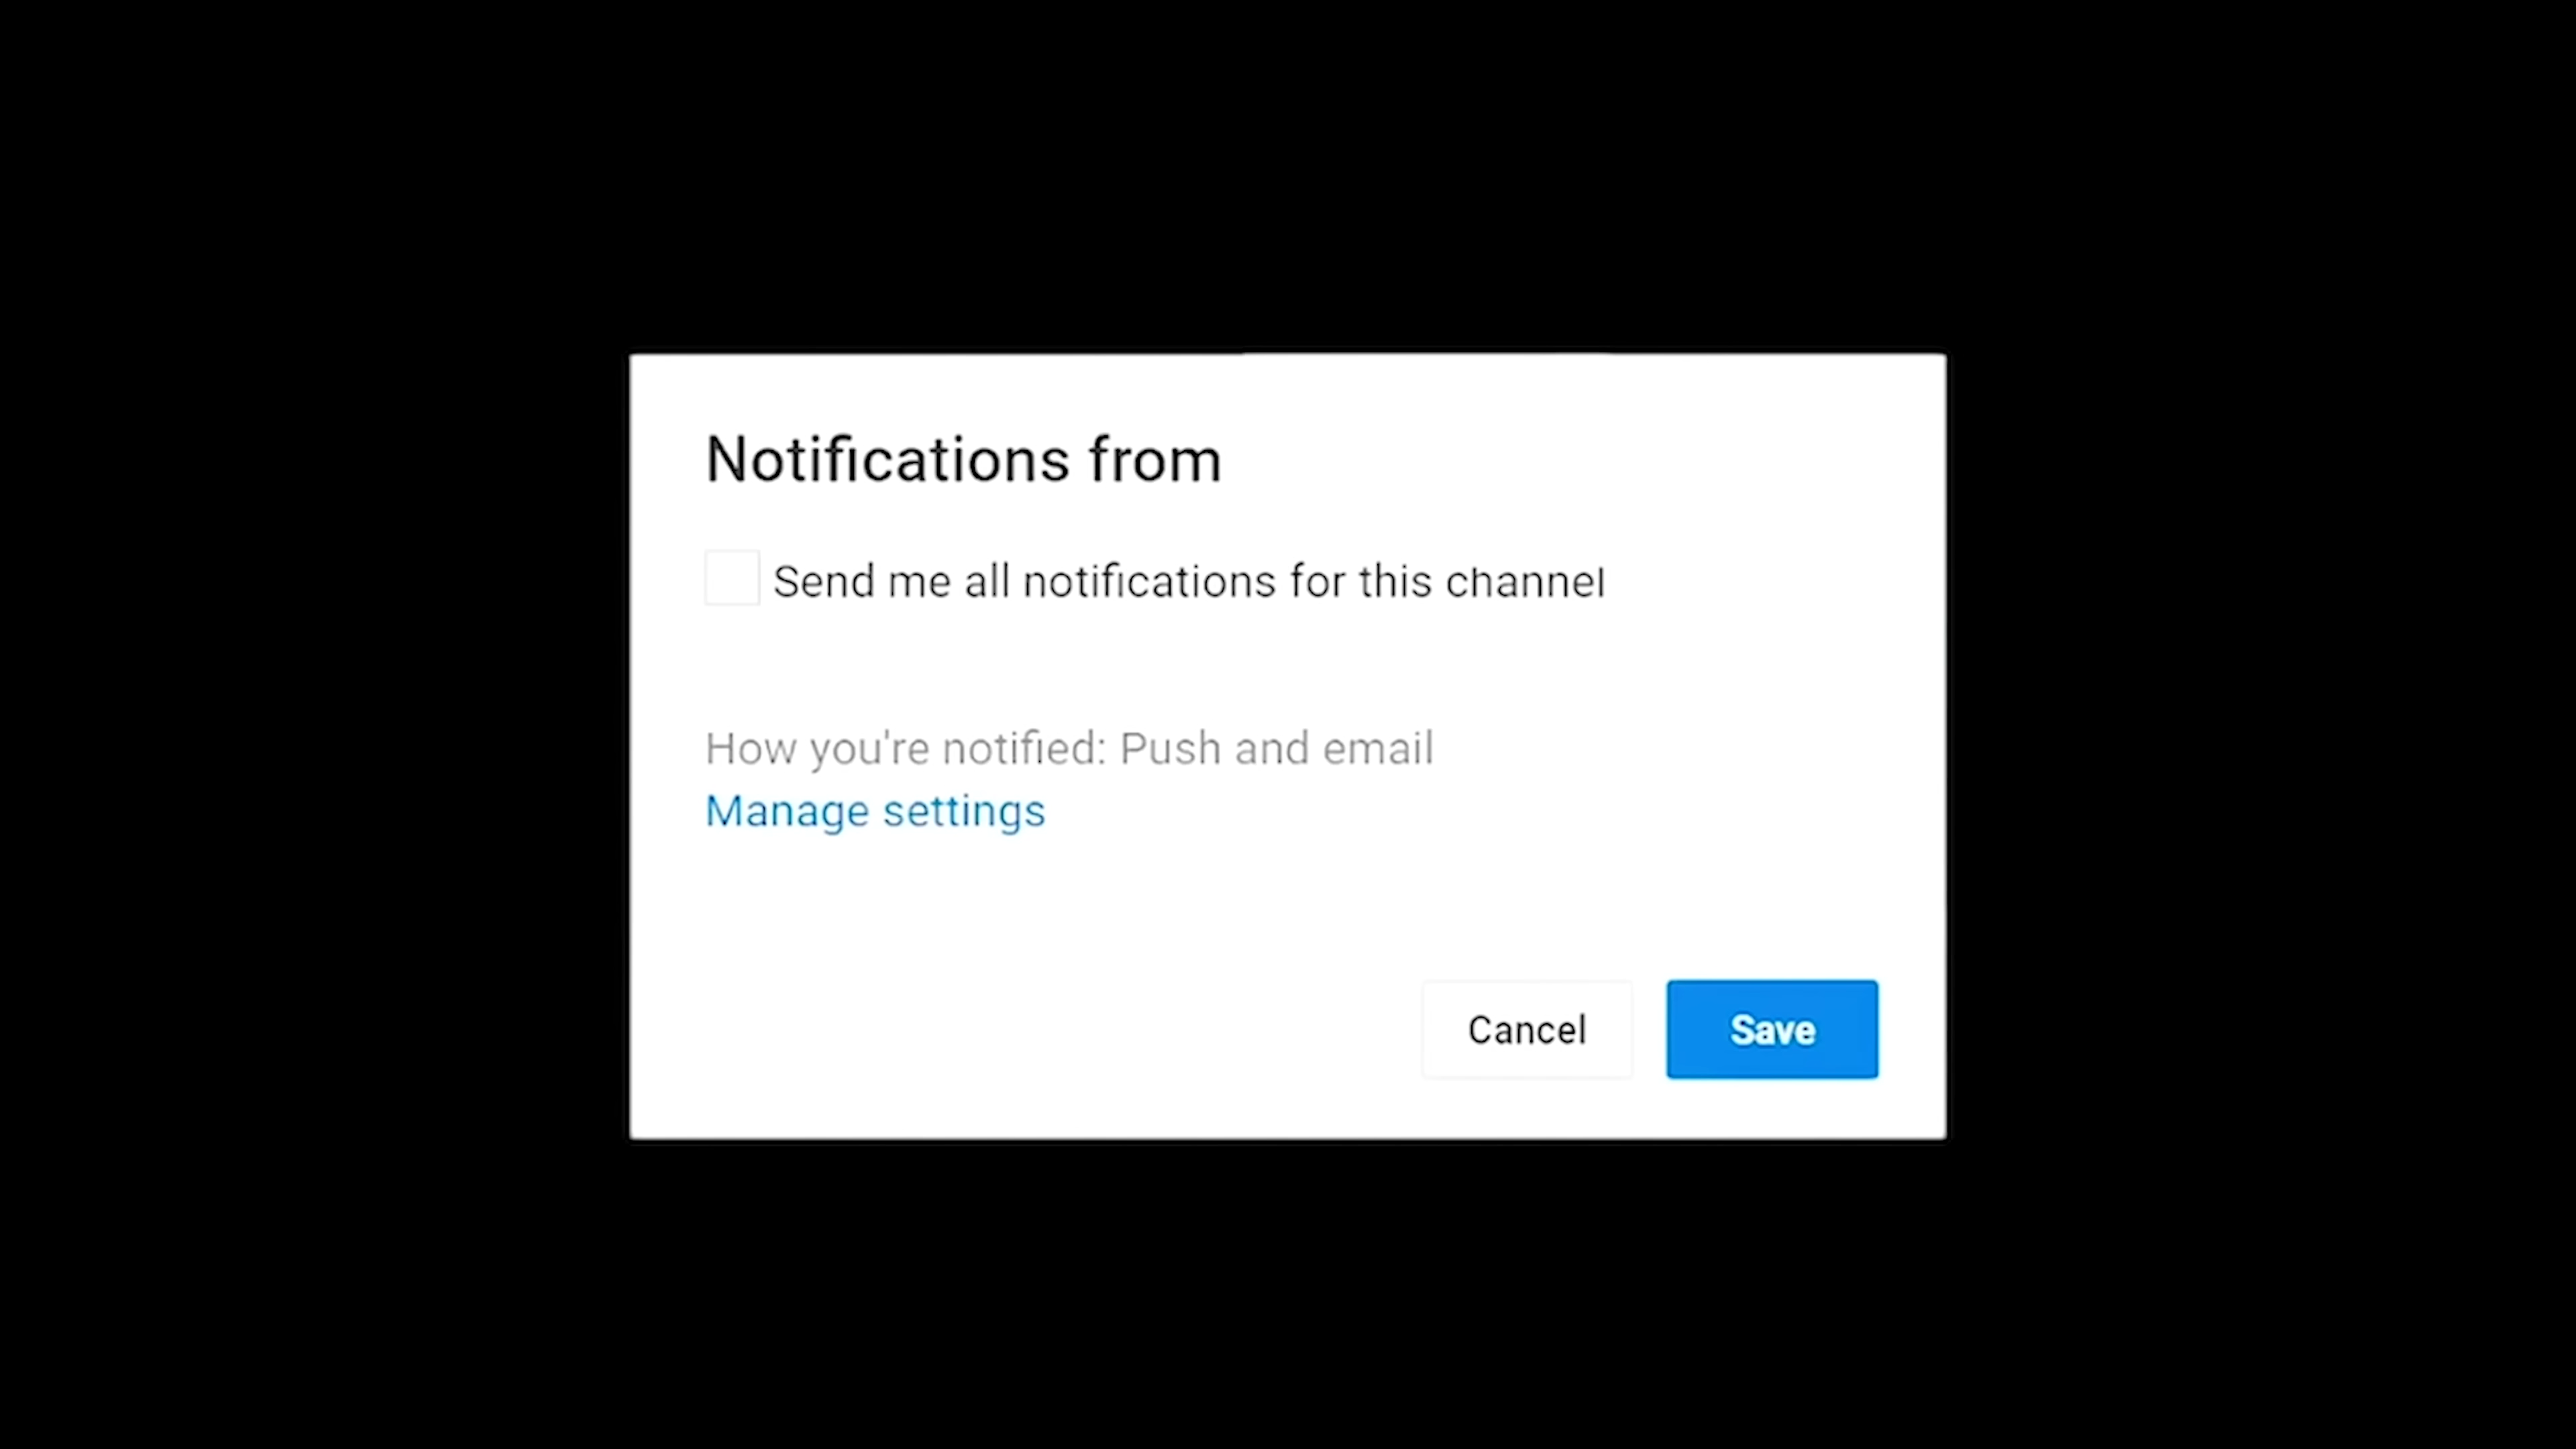 Notifications from
Send me all notifications for this channel
How you're notified: Push and email
Manage settings
Cancel
Save